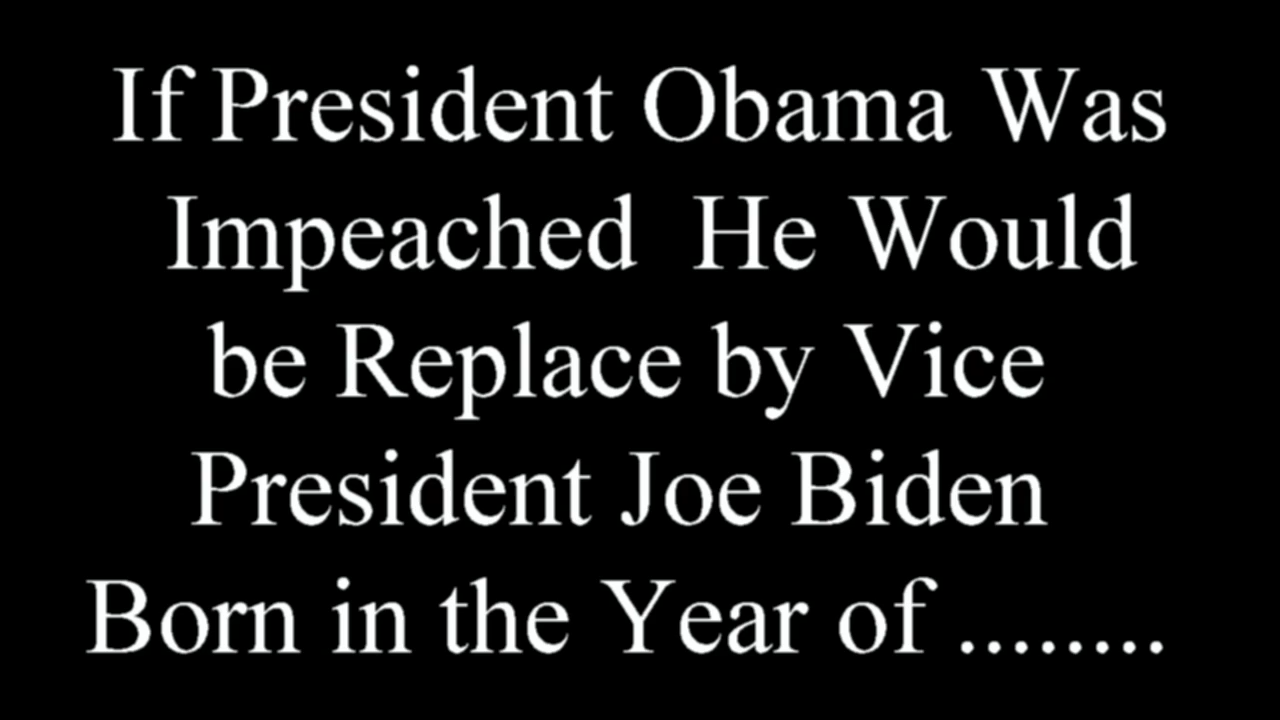 If President Obama Was
Impeached He Would
be Replace by Vice
President Joe Biden
Born in the Year of ........